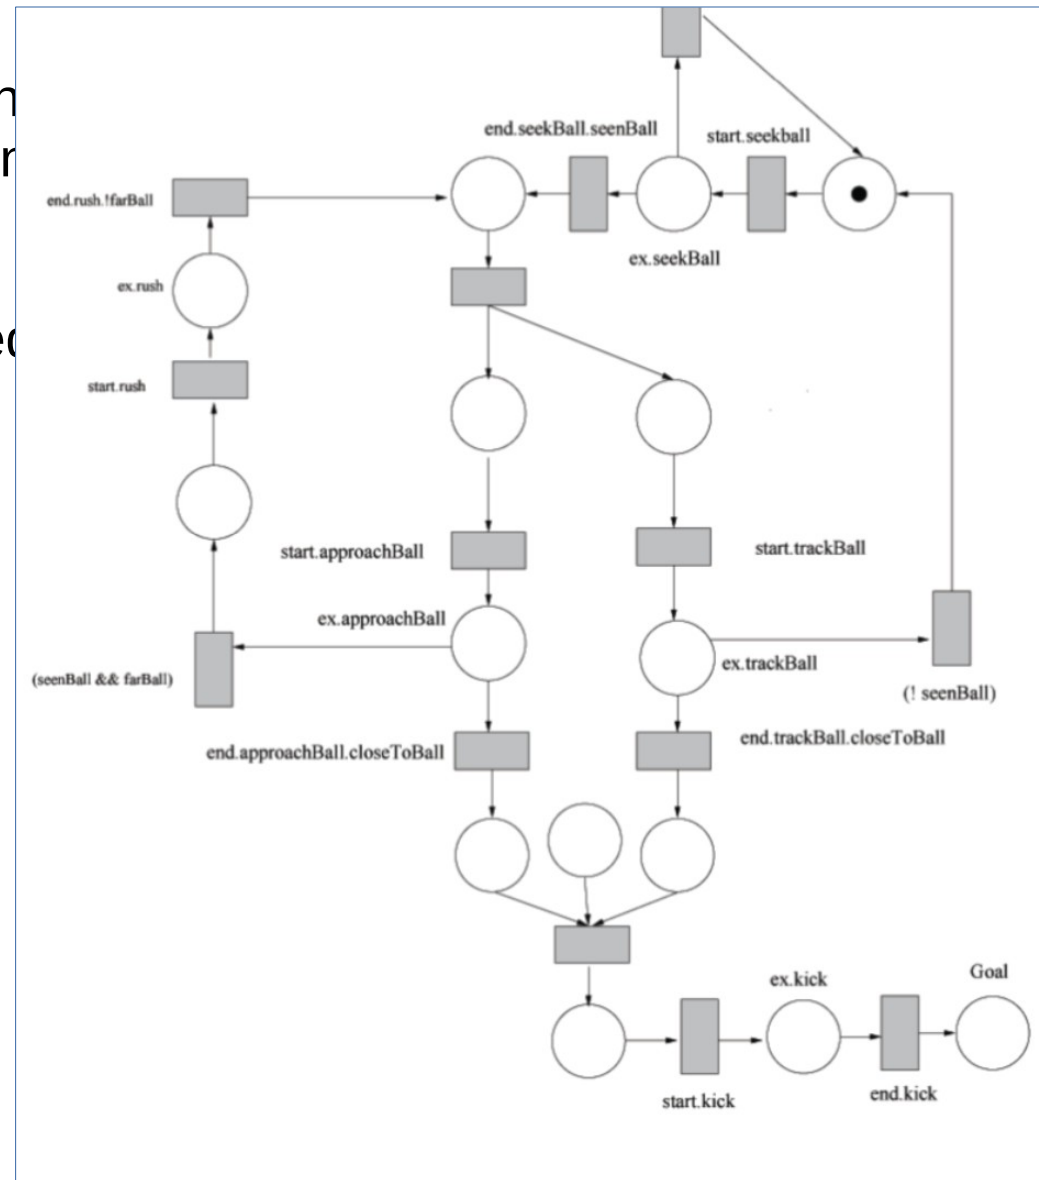 end.seekBall.seenBall
start.seekball
end.rush.!farBall
ex.seekBall
ex.rush
start.rush
start.approachBall
start.trackBall
ex.approachBall
ex.trackBall
(seenBall && farBall)
(! seenBall)
end.approachBall.closeToBall
end.trackBall.closeToBall
ex.kick
Goal
start.kick
end.kick